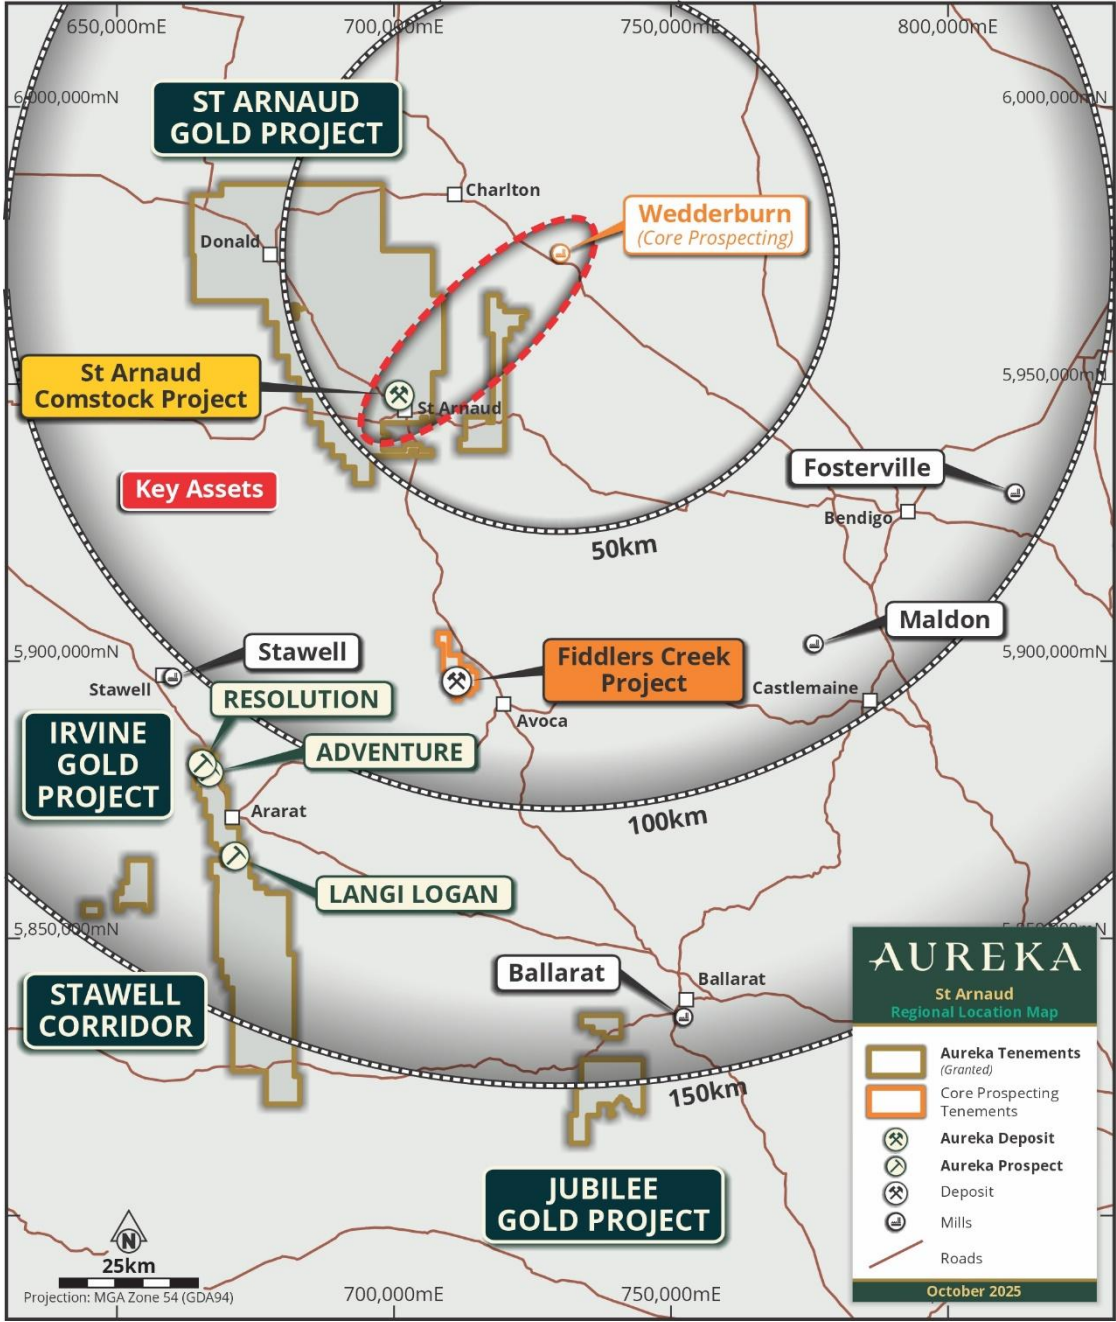 650,000mE
700,000mE
750,000mE
800,000mE
6,000,000mN
6,000,000mN
ST ARNAUD
GOLD PROJECT
Charlton
Wedderburn
(Core Prospecting)
Donald
St Arnaud
Comstock Project
5,950,000mN
St Arnaud
Key Assets
Fosterville
Bendigo
50km
Maldon
5,900,000mN
5,900,000mN
Stawell
Stawell
Fiddlers Creek
Project
Castlemaine
RESOLUTION
Avoca
IRVINE
GOLD
PROJECT
ADVENTURE
Ararat
100km
LANGI LOGAN
5,850,000mN
Ballarat
Ballarat
STAWELL
CORRIDOR
150km
JUBILEE
GOLD PROJECT
AUREKA
St Arnaud
Regional Location Map
Aureka Tenements
(Granted)
Core Prospecting
Tenements
Aureka Deposit
Aureka Prospect
Deposit
Mills
Roads
October 2025
N
25km
Projection: MGA Zone 54 (GDA94)
700,000mE
750,000mE